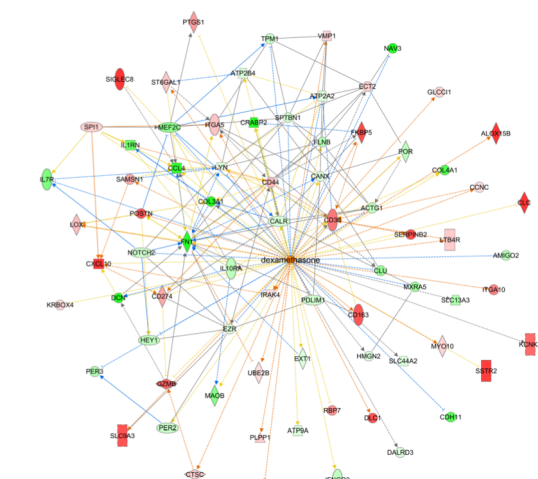 PTGS1
TPM1
VMP1
NAV3
SIGLEC8
ST6GAL1
ATP2B4
ECT2
GLCCI1
ATP2A2
SPI1
MEF2C
ITGA5
CRABP2
SPTBN1
FKBP5
ALOX15B
IL1RN
FLNB
POR
IL7R
SAMSN1
CCL4
LYN
CD44
CANX
COL4A1
CCNC
COL3A1
CLC
LOX
POSTN
CALR
CD36
ACTG1
FN1
SERPINB2
LTB4R
NOTCH2
dexamethasone
AMIGO2
CXCL10
IL10RA
CLU
KRBOX4
DCN
CD274
IRAK4
PDLIM1
MXRA5
SLC13A3
ITGA10
CD163
HEY1
EZR
HMGN2
SLC44A2
MYO10
KCNK
PER3
GZMB
MAOB
UBE2B
EXT1
SSTR2
SLC9A3
PER2
PLPP1
ATP9A
RBP7
DLC1
CDH11
DALRD3
CTSC